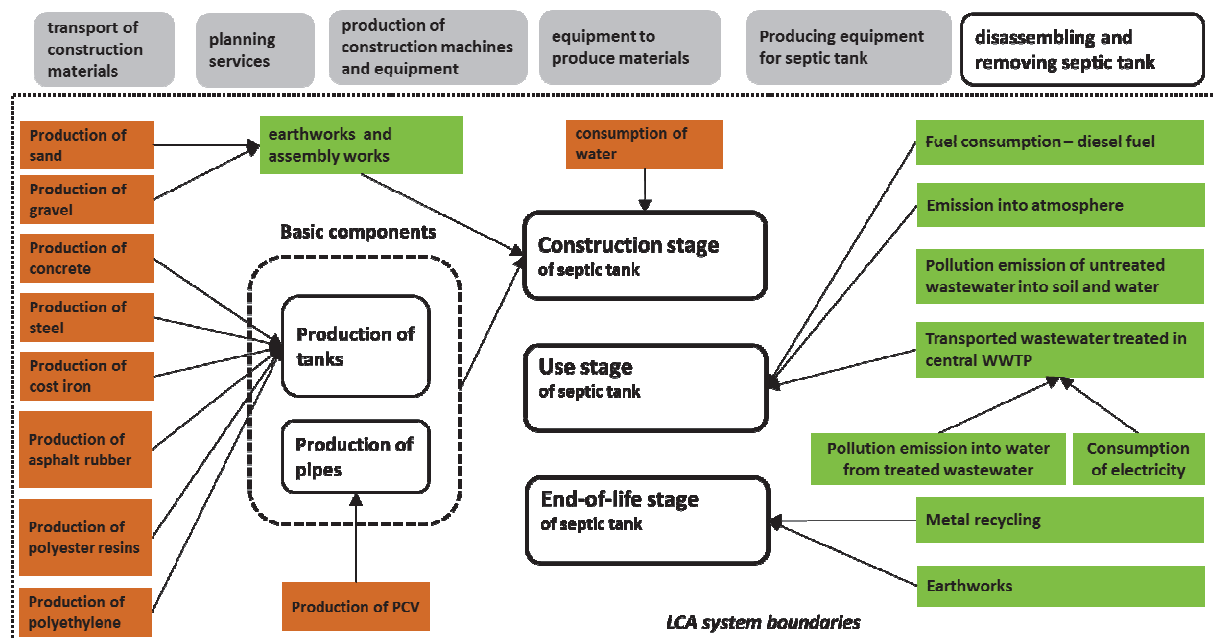 transport of
construction
materials
planning
services
production of
construction machines
and equipment
equipment to
produce materials
Producing equipment
for septic tank
disassembling and
removing septic tank
Production of
sand
Production of
gravel
Production of
concrete
Production of
steel
Production of
cost iron
Production of
asphalt rubber
Production of
polyester resins
Production of
polyethylene
earthworks and
assembly works
Basic components
Production of
tanks
Production of
pipes
Production of PCV
consumption of
water
Construction stage
of septic tank
Use stage
of septic tank
End-of-life stage
of septic tank
Fuel consumption – diesel fuel
Emission into atmosphere
Pollution emission of untreated
wastewater into soil and water
Transported wastewater treated in
central WWTP
Pollution emission into water
from treated wastewater
Consumption
of electricity
Metal recycling
Earthworks
LCA system boundaries